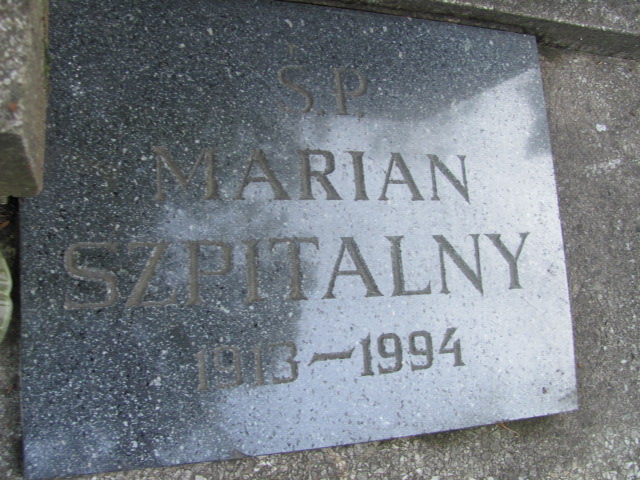 Ś.P.
MARIAN
SZPITALNY
1913-1994